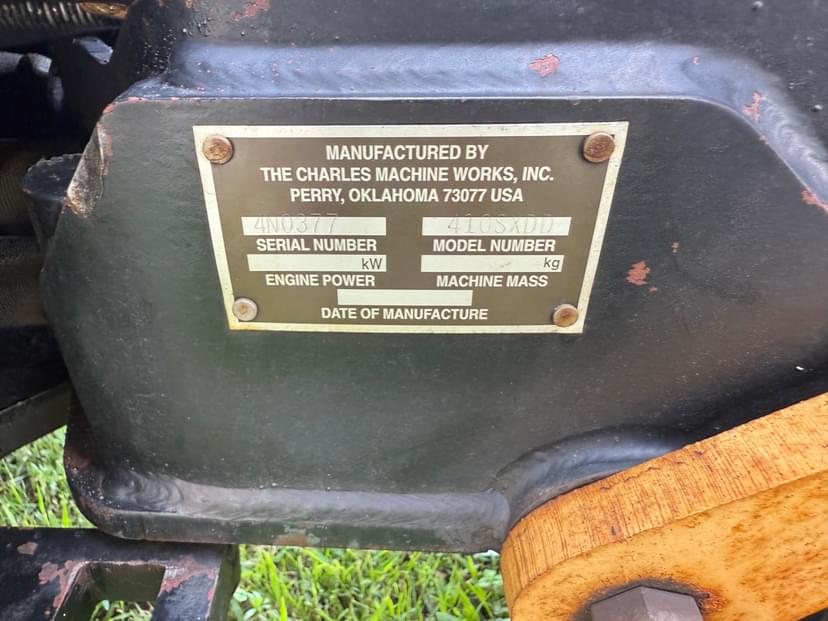 MANUFACTURED BY
THE CHARLES MACHINE WORKS, INC.
PERRY, OKLAHOMA 73077 USA
4N0377 410SXDD
SERIAL NUMBER MODEL NUMBER
kW kg
ENGINE POWER MACHINE MASS
DATE OF MANUFACTURE